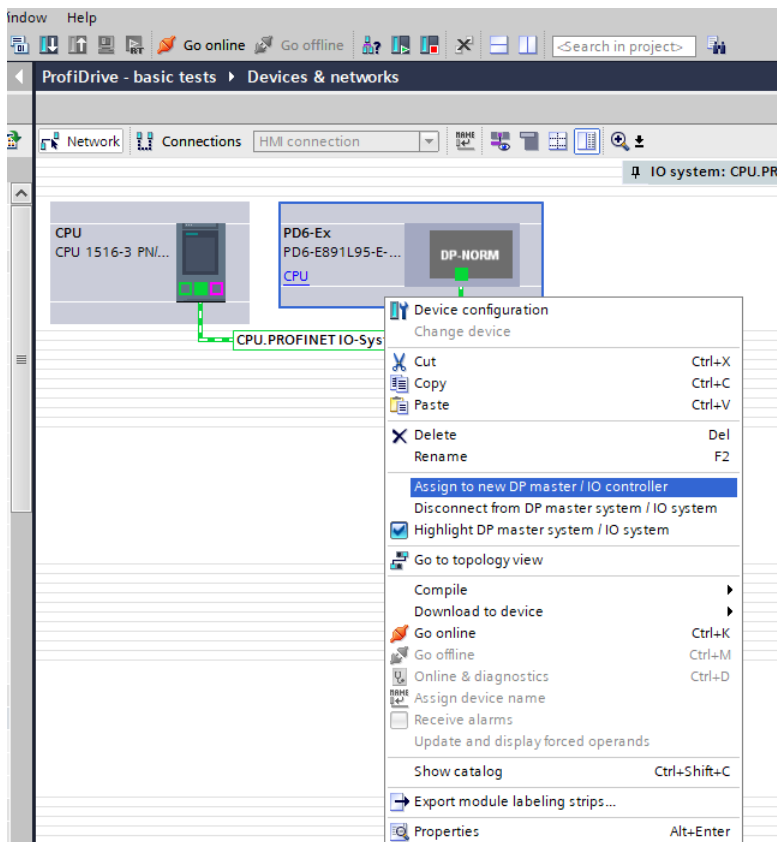 indow Help
RT Go online Go offline <Search in project>
ProfiDrive - basic tests Devices & networks
Network Connections HMI connection NAME
IO system: CPU.PR
CPU
CPU 1516-3 PN/...
PD6-Ex
PD6-E891L95-E-...
CPU
DP-NORM
CPU.PROFINET IO-Sys
Device configuration
Change device
Cut Ctrl+X
Copy Ctrl+C
Paste Ctrl+V
Delete Del
Rename F2
Assign to new DP master / IO controller
Disconnect from DP master system / IO system
Highlight DP master system / IO system
Go to topology view
Compile
Download to device
Go online Ctrl+K
Go offline Ctrl+M
Online & diagnostics Ctrl+D
NAME Assign device name
Receive alarms
Update and display forced operands
Show catalog Ctrl+Shift+C
Export module labeling strips...
Properties Alt+Enter